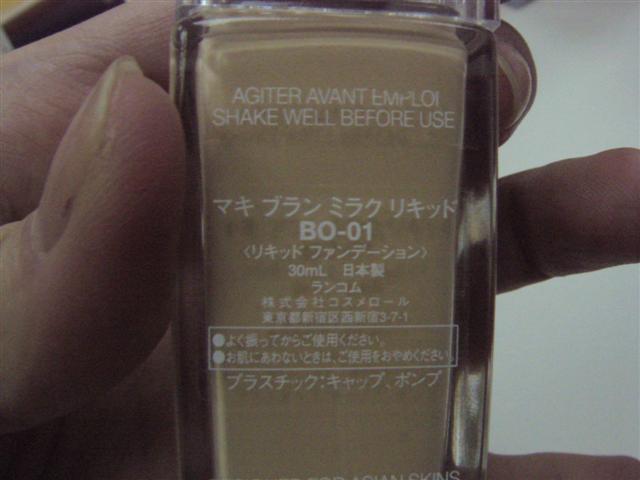 AGITER AVANT EMPLOI
SHAKE WELL BEFORE USE
マキ ブラン ミラク リキッド
BO-01
〈リキッド ファンデーション〉
30mL 日本製
ランコム
株式会社コスメロール
東京都新宿区西新宿3-7-1
●よく振ってからご使用ください。
●お肌にあわないときは、ご使用をおやめください。
プラスチック:キャップ、ポンプ
FOR ASIAN SKINS